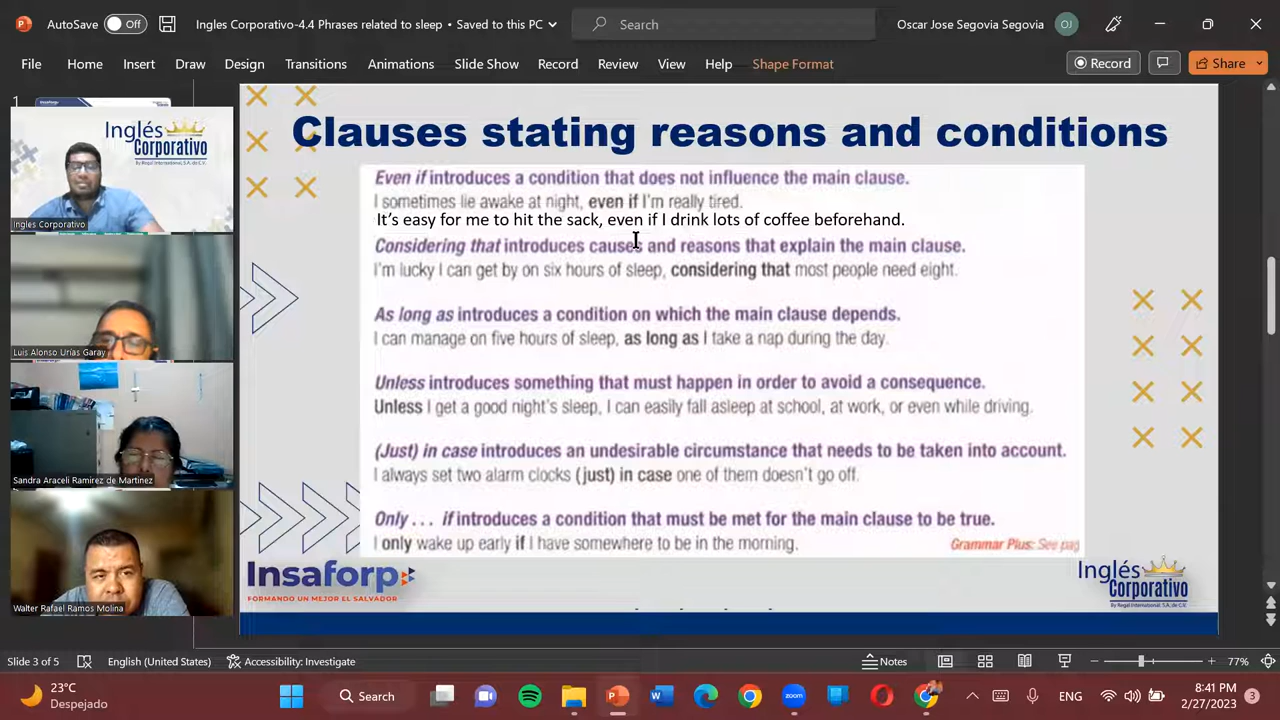 AutoSave
Off
Ingles Corporativo-4.4 Phrases related to sleep • Saved to this PC
Search
Oscar Jose Segovia Segovia
OJ
File
Home
Insert
Draw
Design
Transitions
Animations
Slide Show
Record
Review
View
Help
Shape Format
Record
Share
1
Inglés
Corporativo
By Regal International, S.A. de C.V.
Ingles Corporativo
Luis Alonso Urías Garay
Sandra Araceli Ramirez de Martinez
Walter Rafael Ramos Molina
Clauses stating reasons and conditions
Even if introduces a condition that does not influence the main clause.
I sometimes lie awake at night, even if I'm really tired.
It's easy for me to hit the sack, even if I drink lots of coffee beforehand.
Considering that introduces causes and reasons that explain the main clause.
I'm lucky I can get by on six hours of sleep, considering that most people need eight.
As long as introduces a condition on which the main clause depends.
I can manage on five hours of sleep, as long as I take a nap during the day.
Unless introduces something that must happen in order to avoid a consequence.
Unless I get a good night's sleep, I can easily fall asleep at school, at work, or even while driving.
(Just) in case introduces an undesirable circumstance that needs to be taken into account.
I always set two alarm clocks (just) in case one of them doesn't go off.
Only . . . if introduces a condition that must be met for the main clause to be true.
I only wake up early if I have somewhere to be in the morning.
Grammar Plus: See pag
Insaforp
FORMANDO UN MEJOR EL SALVADOR
Inglés
Corporativo
By Regal International, S.A. de C.V.
Slide 3 of 5
English (United States)
Accessibility: Investigate
Notes
77%
23°C
Despejado
Search
zoom
ENG
8:41 PM
2/27/2023
3